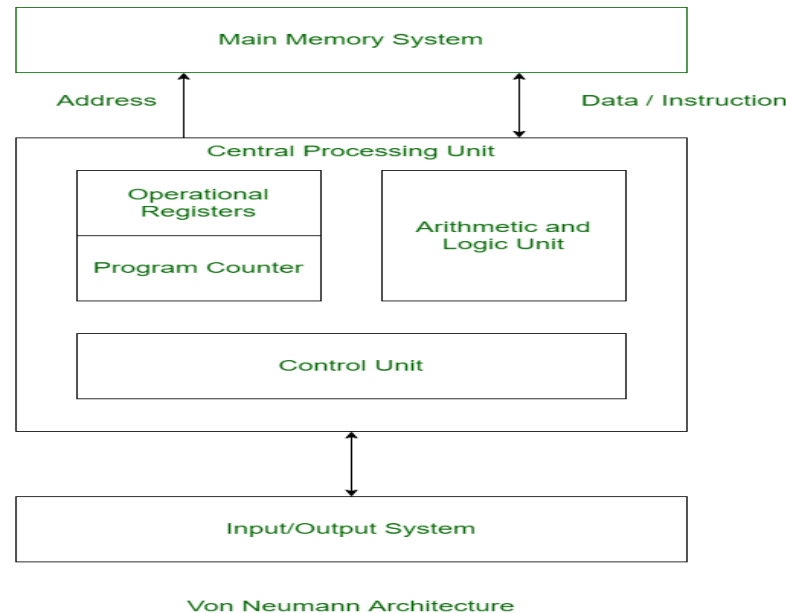 Main Memory System
Address
Data / Instruction
Central Processing Unit
Operational
Registers
Program Counter
Arithmetic and
Logic Unit
Control Unit
Input/Output System
Von Neumann Architecture